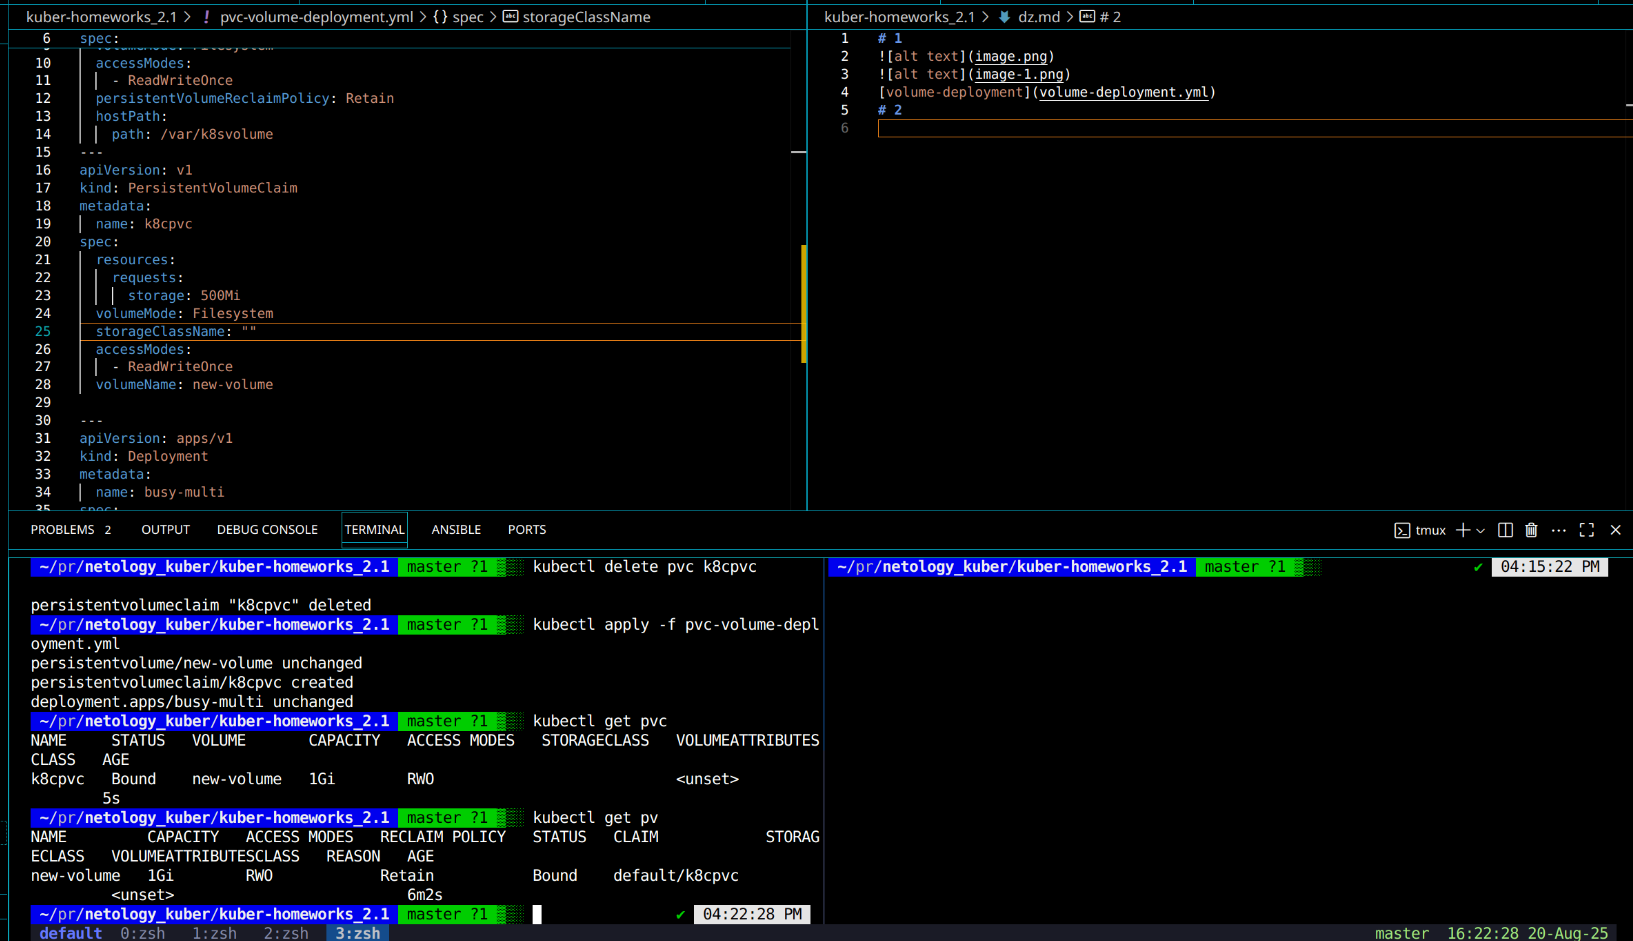 kuber-homeworks_2.1 > ! pvc-volume-deployment.yml > {} spec > abc storageClassName
6 spec:
10 accessModes:
11 - ReadWriteOnce
12 persistentVolumeReclaimPolicy: Retain
13 hostPath:
14 path: /var/k8svolume
15 ---
16 apiVersion: v1
17 kind: PersistentVolumeClaim
18 metadata:
19 name: k8cpvc
20 spec:
21 resources:
22 requests:
23 storage: 500Mi
24 volumeMode: Filesystem
25 storageClassName: ""
26 accessModes:
27 - ReadWriteOnce
28 volumeName: new-volume
29
30 ---
31 apiVersion: apps/v1
32 kind: Deployment
33 metadata:
34 name: busy-multi
35 spec:
kuber-homeworks_2.1 > dz.md > abc # 2
1 # 1
2 ![alt text](image.png)
3 ![alt text](image-1.png)
4 [volume-deployment](volume-deployment.yml)
5 # 2
6
PROBLEMS 2 OUTPUT DEBUG CONSOLE TERMINAL ANSIBLE PORTS
tmux
~/pr/netology_kuber/kuber-homeworks_2.1 master ?1 kubectl delete pvc k8cpvc
persistentvolumeclaim "k8cpvc" deleted
~/pr/netology_kuber/kuber-homeworks_2.1 master ?1 kubectl apply -f pvc-volume-depl
oyment.yml
persistentvolume/new-volume unchanged
persistentvolumeclaim/k8cpvc created
deployment.apps/busy-multi unchanged
~/pr/netology_kuber/kuber-homeworks_2.1 master ?1 kubectl get pvc
NAME STATUS VOLUME CAPACITY ACCESS MODES STORAGECLASS VOLUMEATTRIBUTES
CLASS AGE
k8cpvc Bound new-volume 1Gi RWO <unset>
5s
~/pr/netology_kuber/kuber-homeworks_2.1 master ?1 kubectl get pv
NAME CAPACITY ACCESS MODES RECLAIM POLICY STATUS CLAIM STORAG
ECLASS VOLUMEATTRIBUTESCLASS REASON AGE
new-volume 1Gi RWO Retain Bound default/k8cpvc
<unset> 6m2s
~/pr/netology_kuber/kuber-homeworks_2.1 master ?1 ✔ 04:22:28 PM
~/pr/netology_kuber/kuber-homeworks_2.1 master ?1 ✔ 04:15:22 PM
default 0:zsh 1:zsh 2:zsh 3:zsh master 16:22:28 20-Aug-25